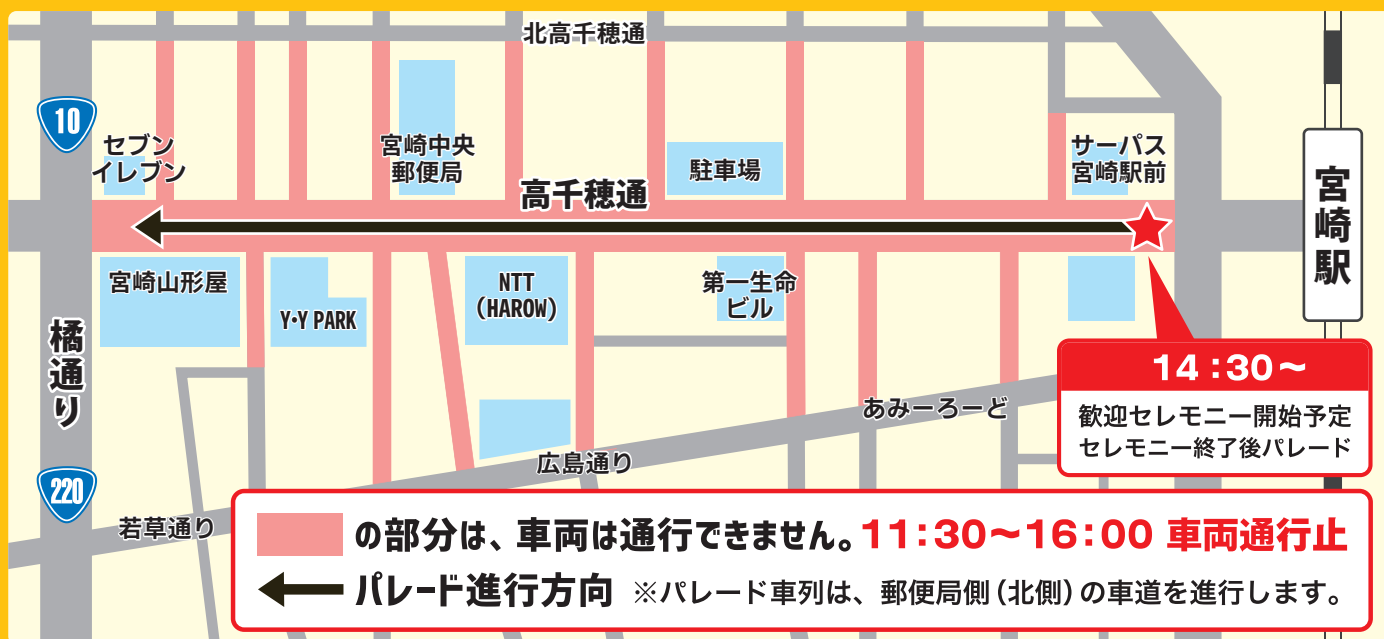 北高千穂通
10
セブン
イレブン
宮崎中央
郵便局
駐車場
サーパス
宮崎駅前
高千穂通
宮崎駅
宮崎山形屋
Y・Y PARK
NTT
(HAROW)
第一生命
ビル
橘通り
14:30〜
歓迎セレモニー開始予定
セレモニー終了後パレード
あみーろーど
広島通り
220
若草通り
の部分は、車両は通行できません。11:30〜16:00 車両通行止
パレード進行方向 ※パレード車列は、郵便局側(北側)の車道を進行します。